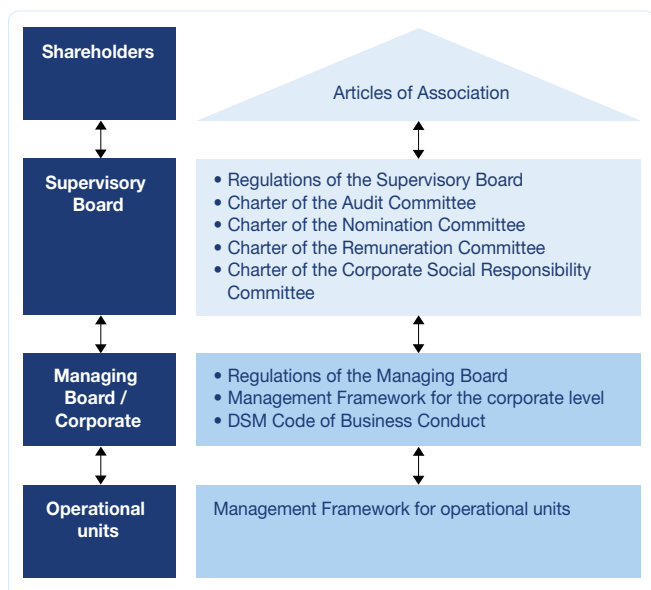 Shareholders
Articles of Association
Supervisory
Board
• Regulations of the Supervisory Board
• Charter of the Audit Committee
• Charter of the Nomination Committee
• Charter of the Remuneration Committee
• Charter of the Corporate Social Responsibility
Committee
Managing
Board /
Corporate
• Regulations of the Managing Board
• Management Framework for the corporate level
• DSM Code of Business Conduct
Operational
units
Management Framework for operational units